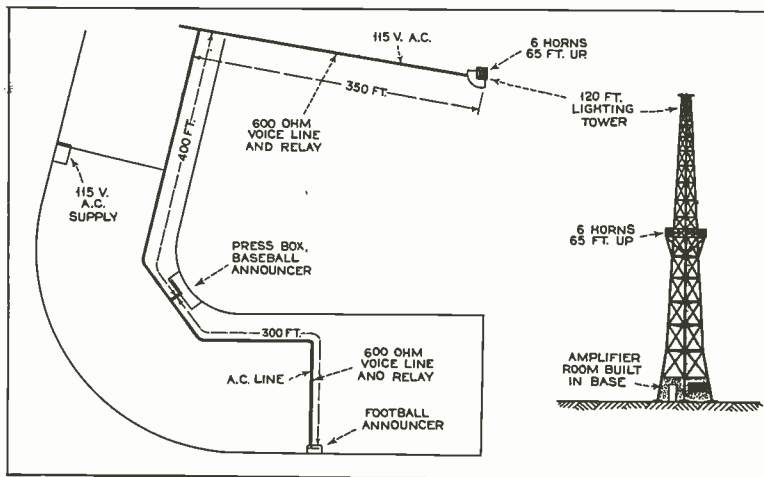 115 V. A.C.
6 HORNS
65 FT. UP
350 FT.
120 FT.
LIGHTING
TOWER
600 OHM
VOICE LINE
AND RELAY
400 FT.
115 V.
A.C.
SUPPLY
6 HORNS
65 FT. UP
PRESS BOX,
BASEBALL
ANNOUNCER
300 FT.
600 OHM
VOICE LINE
AND RELAY
A.C. LINE
AMPLIFIER
ROOM BUILT
IN BASE
FOOTBALL
ANNOUNCER